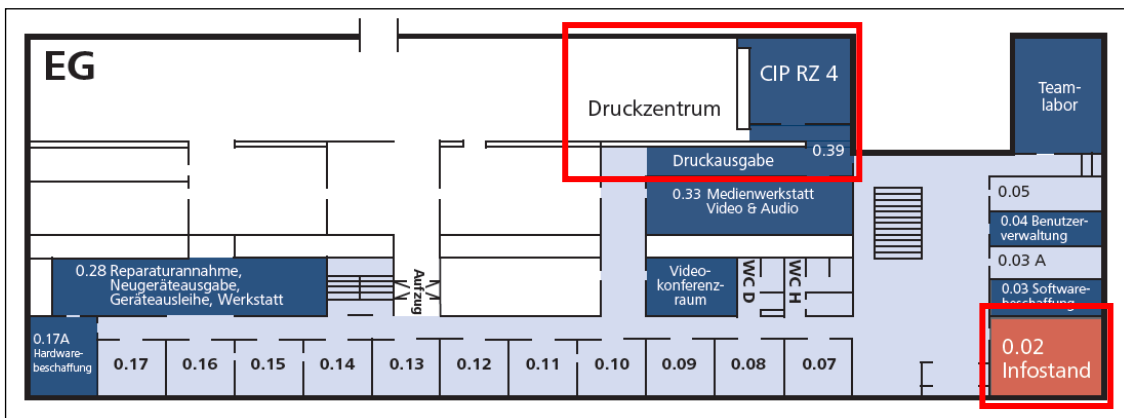 EG
CIP RZ 4
Druckzentrum
Team-
labor
Druckausgabe
0.39
0.33 Medienwerkstatt
Video & Audio
0.05
0.04 Benutzer-
verwaltung
0.03 A
0.03 Software-
beschaffung
0.28 Reparaturannahme,
Neugeräteausgabe,
Geräteausleihe, Werkstatt
Aufzug
Video-
konferenz-
raum
WC D
WC H
0.17A
Hardware-
beschaffung
0.17
0.16
0.15
0.14
0.13
0.12
0.11
0.10
0.09
0.08
0.07
0.02
Infostand